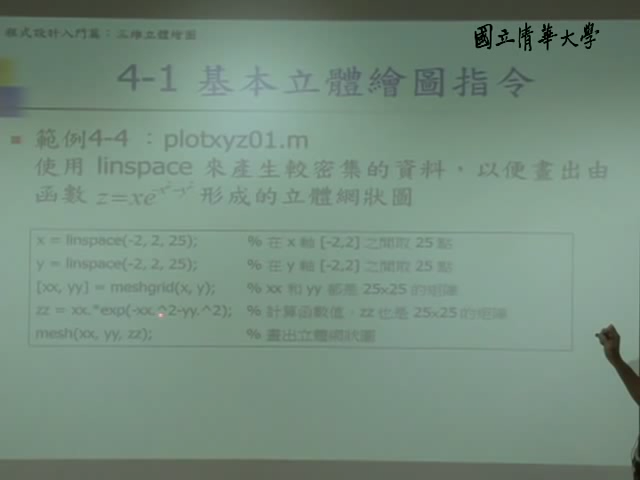 程式設計入門篇：三維立體繪圖
國立清華大學
4-1 基本立體繪圖指令
範例4-4 ：plotxyz01.m
使用 linspace 來產生較密集的資料，以便畫出由
函數 z=xe^{-x²-y²} 形成的立體網狀圖
x = linspace(-2, 2, 25); % 在 x 軸 [-2,2] 之間取 25 點
y = linspace(-2, 2, 25); % 在 y 軸 [-2,2] 之間取 25 點
[xx, yy] = meshgrid(x, y); % xx 和 yy 都是 25x25 的矩陣
zz = xx.*exp(-xx.^2-yy.^2); % 計算函數值，zz 也是 25x25 的矩陣
mesh(xx, yy, zz); % 畫出立體網狀圖